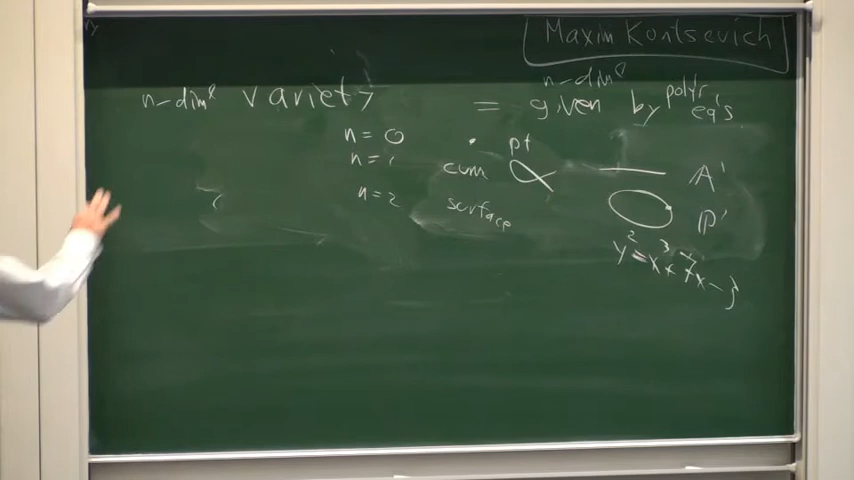 Maxim Kontsevich
n-dim'l
n-dim'l variety = given by pol'y eq's
n = 0 . pt
n = 1 curve A¹
n = 2 surface P¹
y² = x³ + 7x - 3